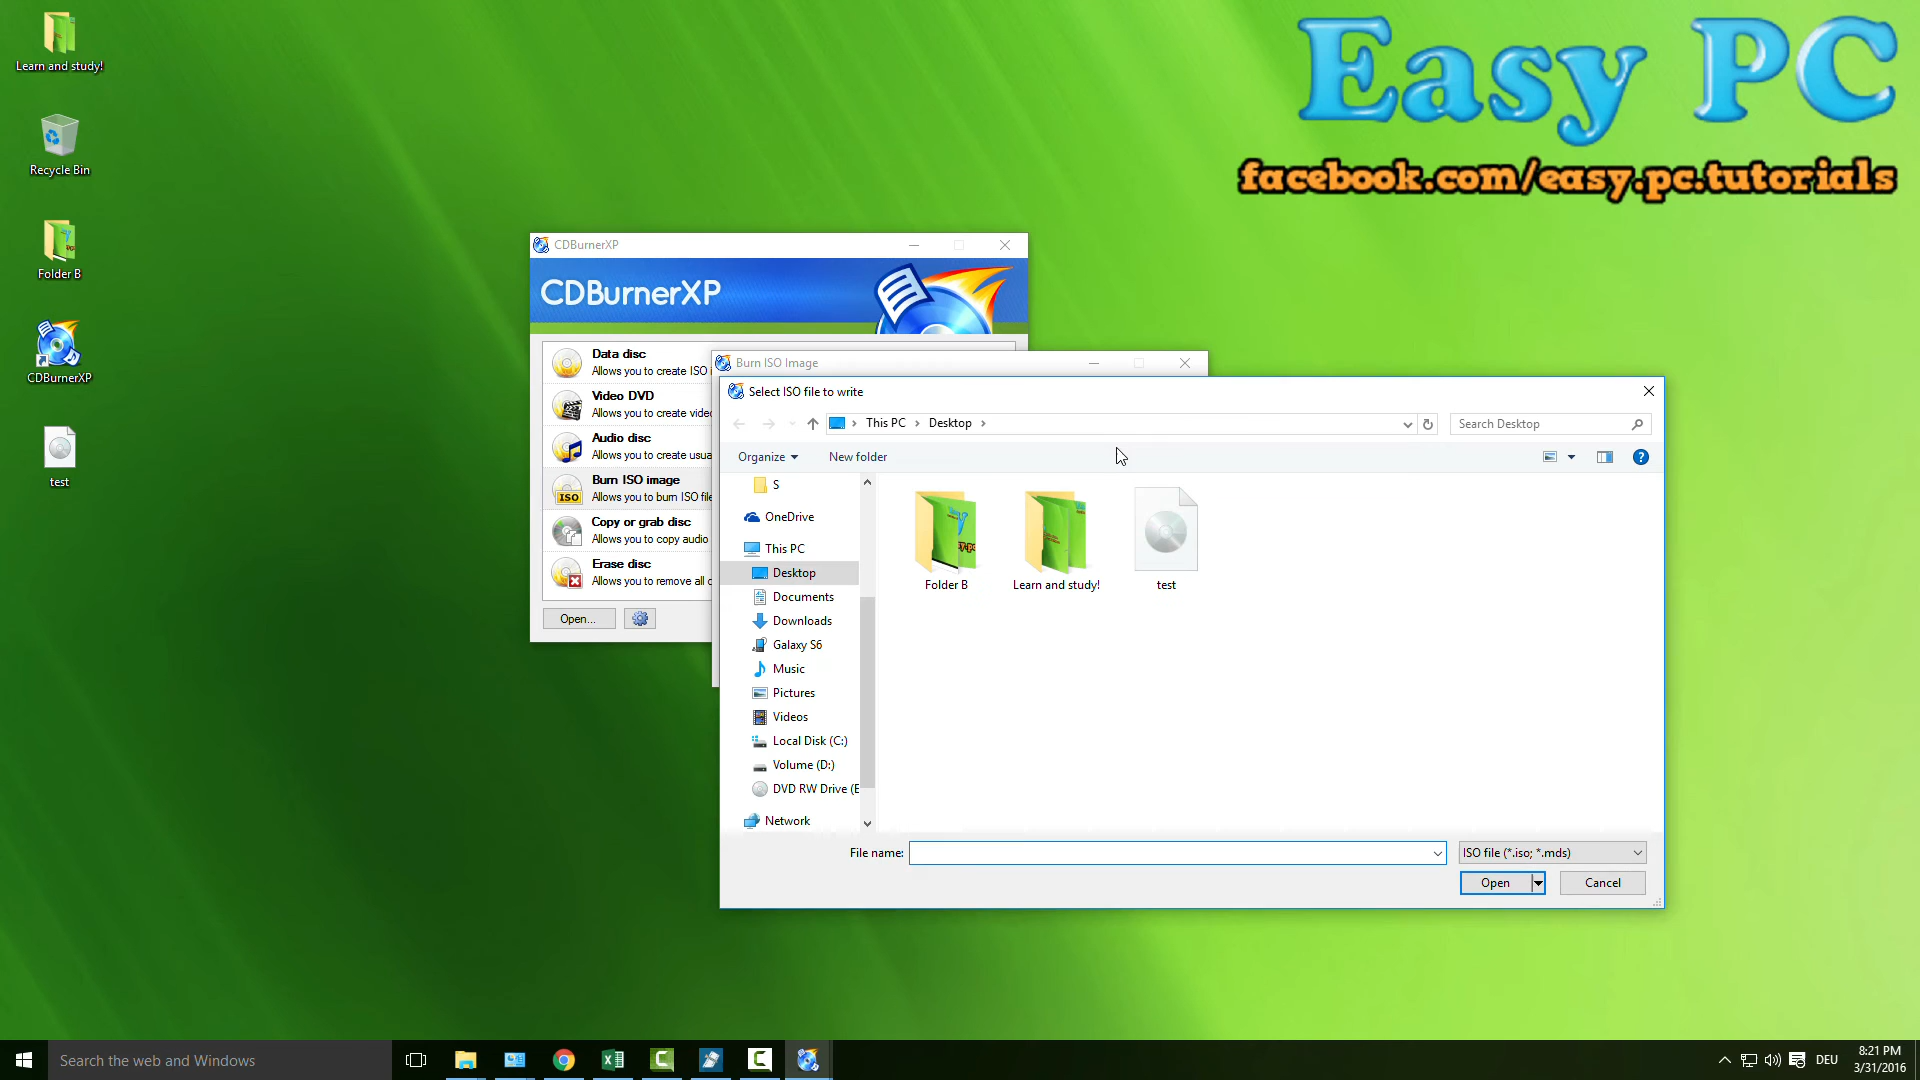 Learn and study!
Recycle Bin
Folder B
CDBurnerXP
test
Easy PC
facebook.com/easy.pc.tutorials
CDBurnerXP
CDBurnerXP
Data disc
Allows you to create ISO i
Video DVD
Allows you to create videc
Audio disc
Allows you to create usua
ISO
Burn ISO image
Allows you to burn ISO file
Copy or grab disc
Allows you to copy audio
Erase disc
Allows you to remove all c
Open...
Burn ISO Image
Select ISO file to write
This PC
Desktop
Search Desktop
Organize
New folder
S
OneDrive
This PC
Desktop
Documents
Downloads
Galaxy S6
Music
Pictures
Videos
Local Disk (C:)
Volume (D:)
DVD RW Drive (E
Network
Folder B
Learn and study!
test
File name:
ISO file (*.iso; *.mds)
Open
Cancel
Search the web and Windows
DEU
8:21 PM
3/31/2016